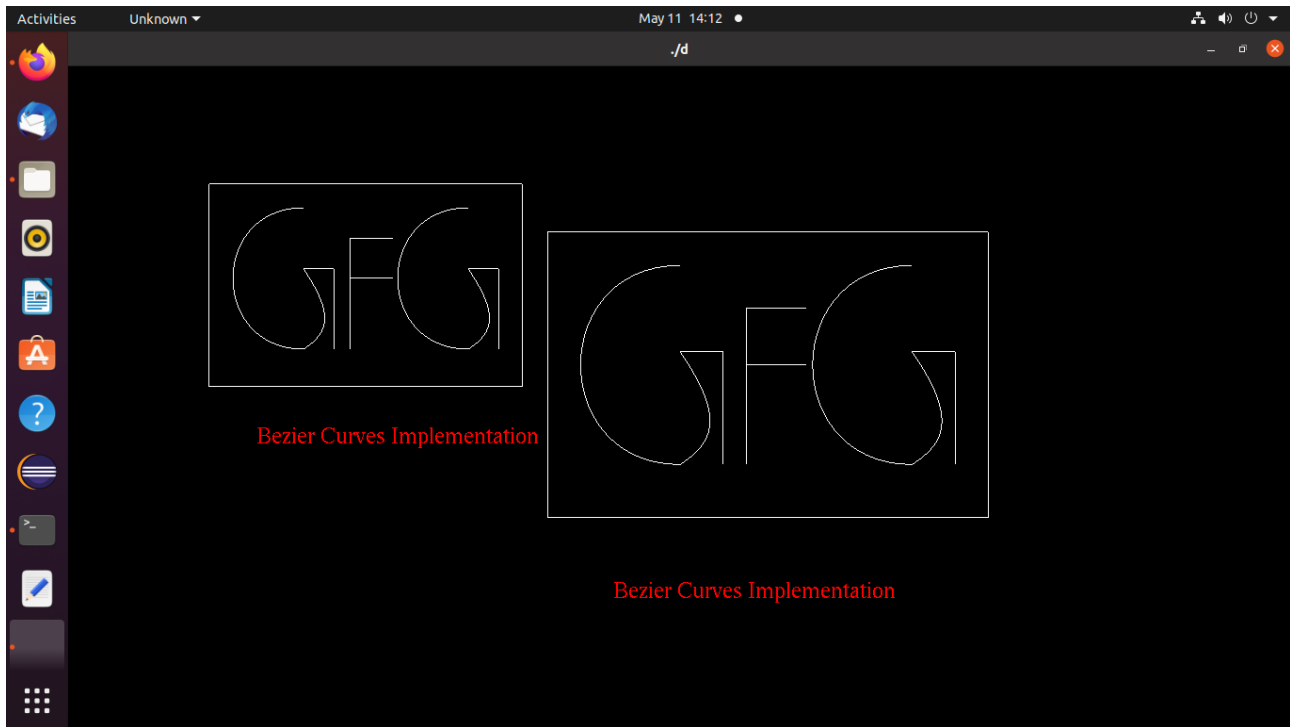 Activities
Unknown
May 11 14:12
./d
GFG
Bezier Curves Implementation
GFG
Bezier Curves Implementation